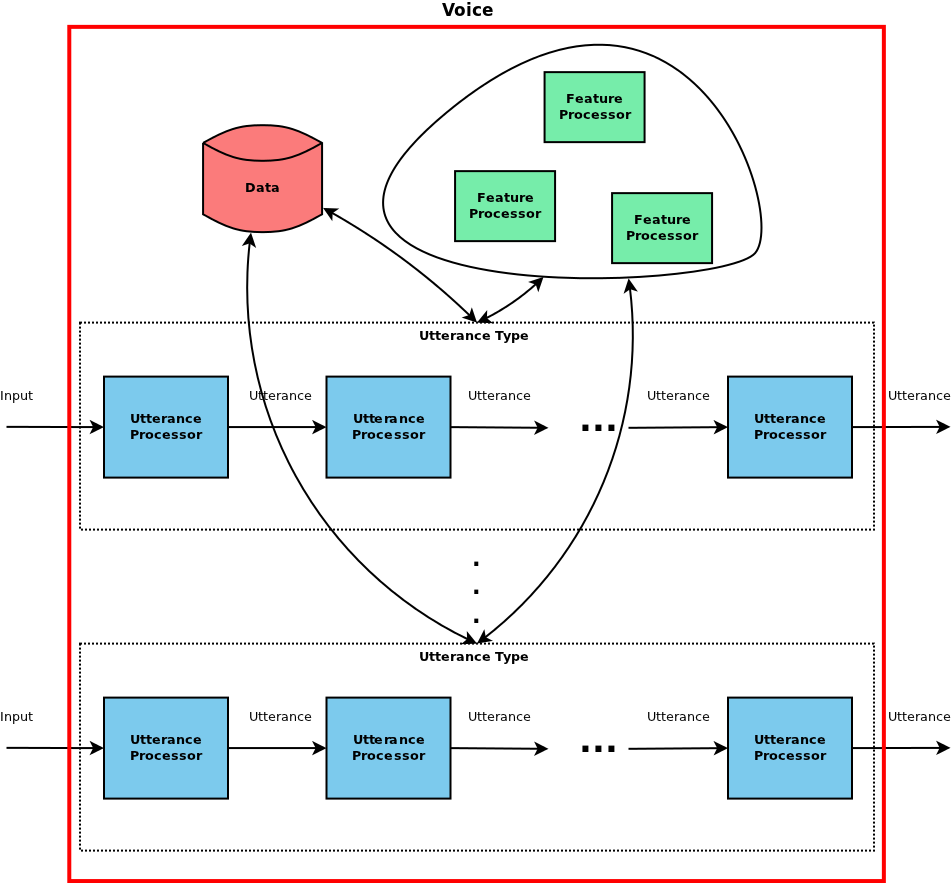 Voice
Feature
Processor
Data
Feature
Processor
Feature
Processor
Utterance Type
Input
Utterance
Utterance
Utterance
Utterance
Utterance
Processor
Utterance
Processor
...
Utterance
Processor
.
.
.
Utterance Type
Input
Utterance
Utterance
Utterance
Utterance
Utterance
Processor
Utterance
Processor
...
Utterance
Processor